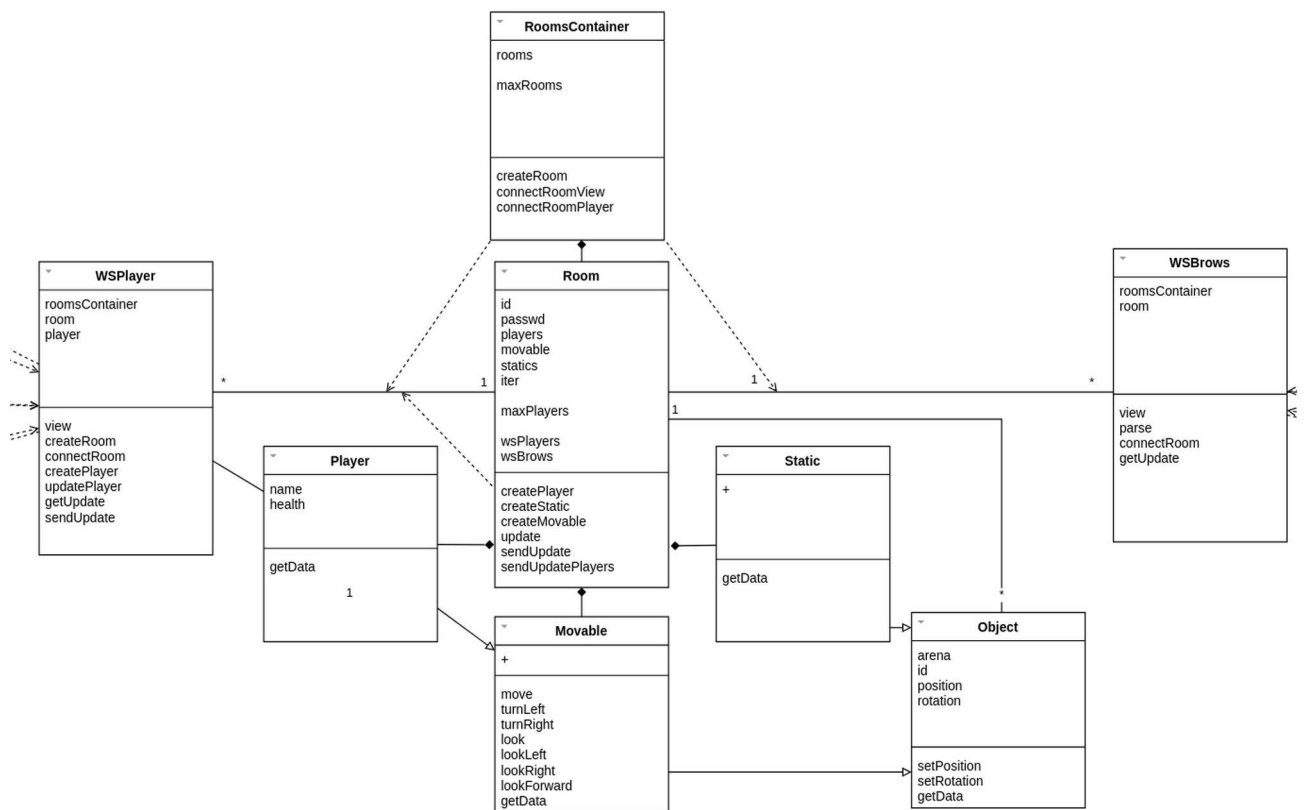 RoomsContainer
rooms
maxRooms
createRoom
connectRoomView
connectRoomPlayer
WSPlayer
roomsContainer
room
player
view
createRoom
connectRoom
createPlayer
updatePlayer
getUpdate
sendUpdate
*
1
Room
id
passwd
players
movable
statics
iter
maxPlayers
wsPlayers
wsBrows
createPlayer
createStatic
createMovable
update
sendUpdate
sendUpdatePlayers
1
*
1
*
WSBrows
roomsContainer
room
view
parse
connectRoom
getUpdate
Player
name
health
getData
1
Static
+
getData
Movable
+
move
turnLeft
turnRight
look
lookLeft
lookRight
lookForward
getData
Object
arena
id
position
rotation
setPosition
setRotation
getData